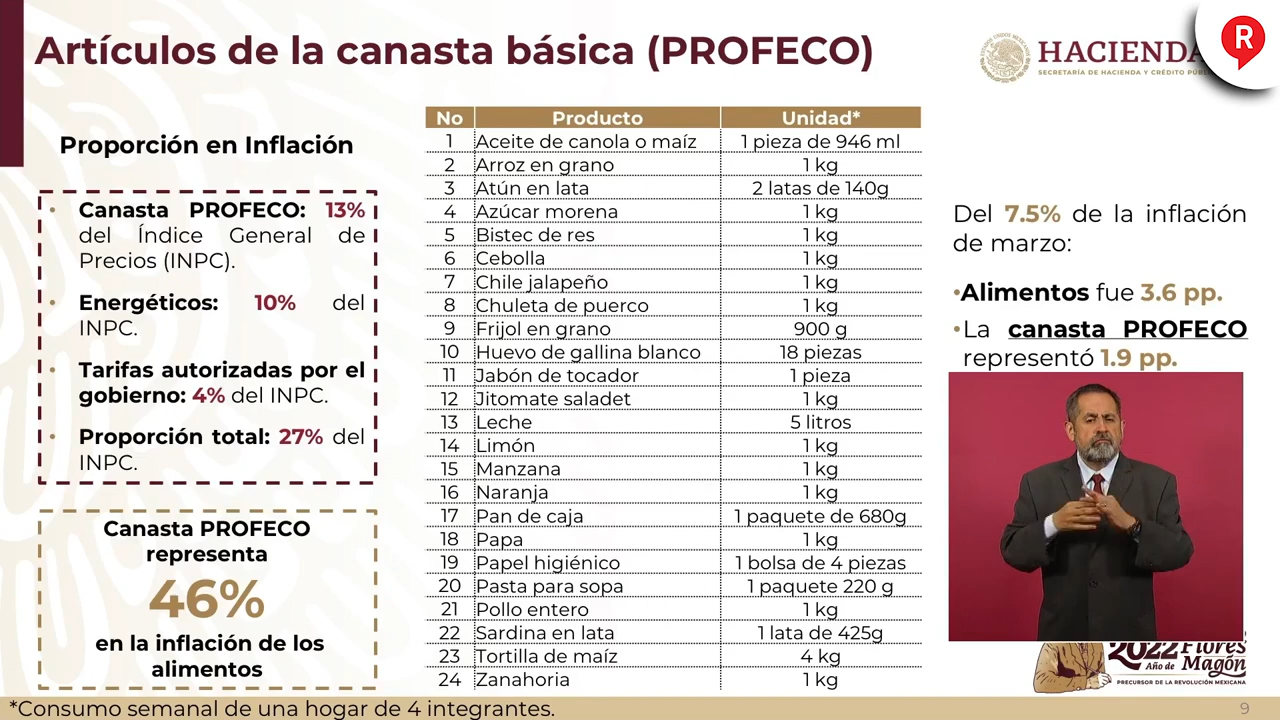 Artículos de la canasta básica (PROFECO)
HACIENDA
SECRETARÍA DE HACIENDA Y CRÉDITO
R
Proporción en Inflación
• Canasta PROFECO: 13%
del Índice General de
Precios (INPC).
• Energéticos: 10% del
INPC.
• Tarifas autorizadas por el
gobierno: 4% del INPC.
• Proporción total: 27% del
INPC.
Canasta PROFECO
representa
46%
en la inflación de los
alimentos
No Producto Unidad*
1 Aceite de canola o maíz 1 pieza de 946 ml
2 Arroz en grano 1 kg
3 Atún en lata 2 latas de 140g
4 Azúcar morena 1 kg
5 Bistec de res 1 kg
6 Cebolla 1 kg
7 Chile jalapeño 1 kg
8 Chuleta de puerco 1 kg
9 Frijol en grano 900 g
10 Huevo de gallina blanco 18 piezas
11 Jabón de tocador 1 pieza
12 Jitomate saladet 1 kg
13 Leche 5 litros
14 Limón 1 kg
15 Manzana 1 kg
16 Naranja 1 kg
17 Pan de caja 1 paquete de 680g
18 Papa 1 kg
19 Papel higiénico 1 bolsa de 4 piezas
20 Pasta para sopa 1 paquete 220 g
21 Pollo entero 1 kg
22 Sardina en lata 1 lata de 425g
23 Tortilla de maíz 4 kg
24 Zanahoria 1 kg
Del 7.5% de la inflación
de marzo:
•Alimentos fue 3.6 pp.
•La canasta PROFECO
representó 1.9 pp.
2022 Flores
Año de Magón
PRECURSOR DE LA REVOLUCIÓN MEXICANA
*Consumo semanal de una hogar de 4 integrantes.
9